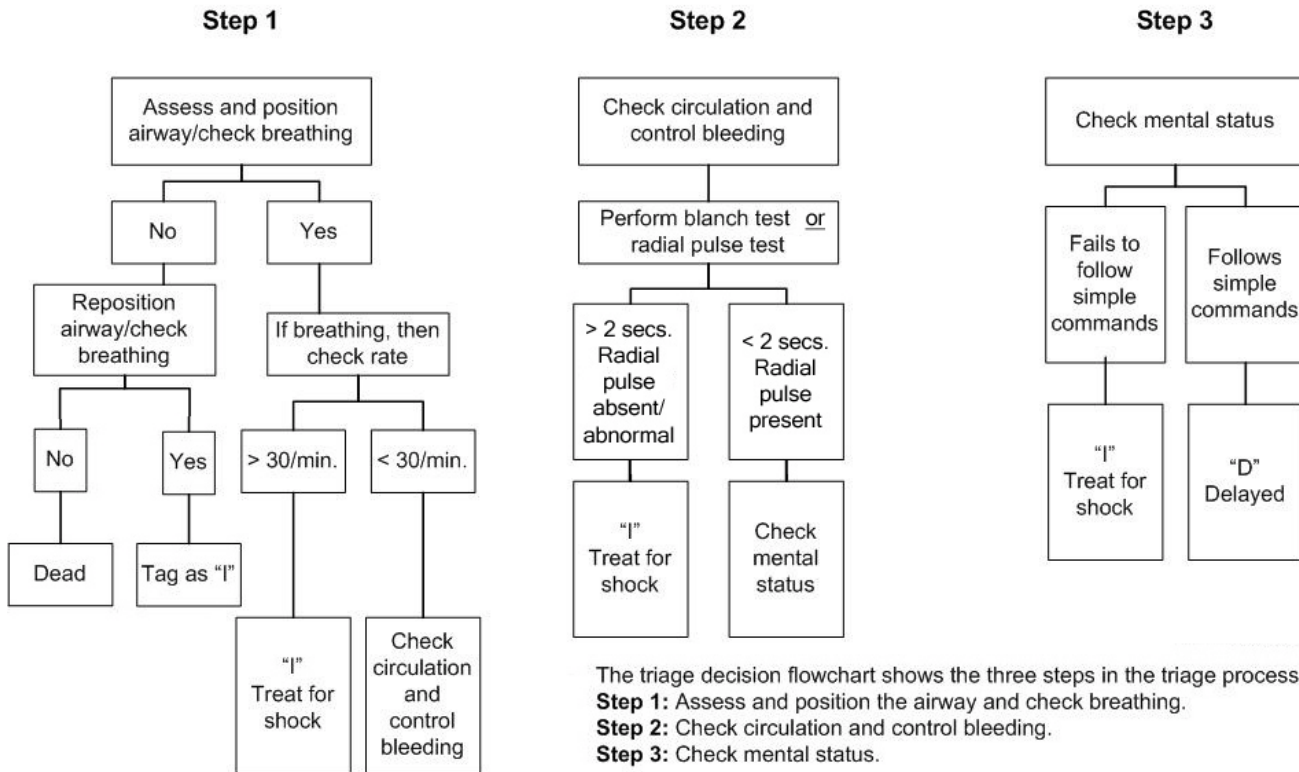 Step 1
Assess and position
airway/check breathing
No
Yes
Reposition
airway/check
breathing
If breathing, then
check rate
No
Yes
> 30/min.
< 30/min.
Dead
Tag as “I”
“I”
Treat for
shock
Check
circulation
and
control
bleeding
Step 2
Check circulation and
control bleeding
Perform blanch test or
radial pulse test
> 2 secs.
Radial
pulse
absent/
abnormal
< 2 secs.
Radial
pulse
present
“I”
Treat for
shock
Check
mental
status
Step 3
Check mental status
Fails to
follow
simple
commands
Follows
simple
commands
“I”
Treat for
shock
“D”
Delayed
The triage decision flowchart shows the three steps in the triage process
Step 1: Assess and position the airway and check breathing.
Step 2: Check circulation and control bleeding.
Step 3: Check mental status.